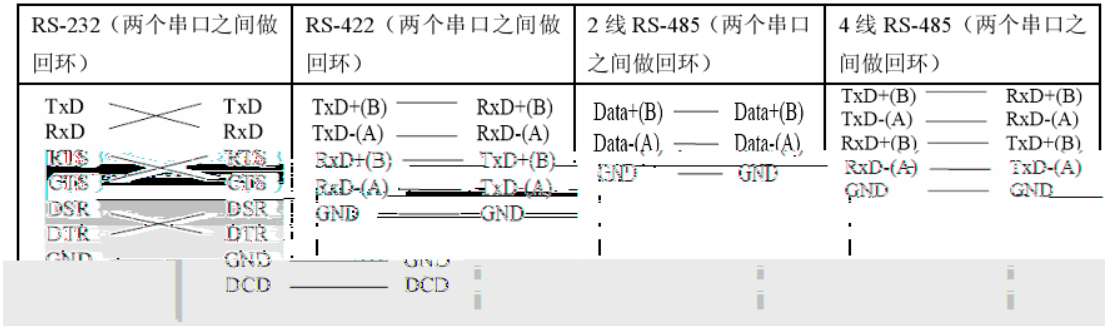 RS-232（两个串口之间做回环）
RS-422（两个串口之间做回环）
2 线 RS-485（两个串口之间做回环）
4 线 RS-485（两个串口之间做回环）
TxD TxD
RxD RxD
RTS RTS
CTS CTS
DSR DSR
DTR DTR
GND GND
DCD DCD
TxD+(B) RxD+(B)
TxD-(A) RxD-(A)
RxD+(B) TxD+(B)
RxD-(A) TxD-(A)
GND GND
GND
Data+(B) Data+(B)
Data-(A) Data-(A)
GND GND
TxD+(B) RxD+(B)
TxD-(A) RxD-(A)
RxD+(B) TxD+(B)
RxD-(A) TxD-(A)
GND GND